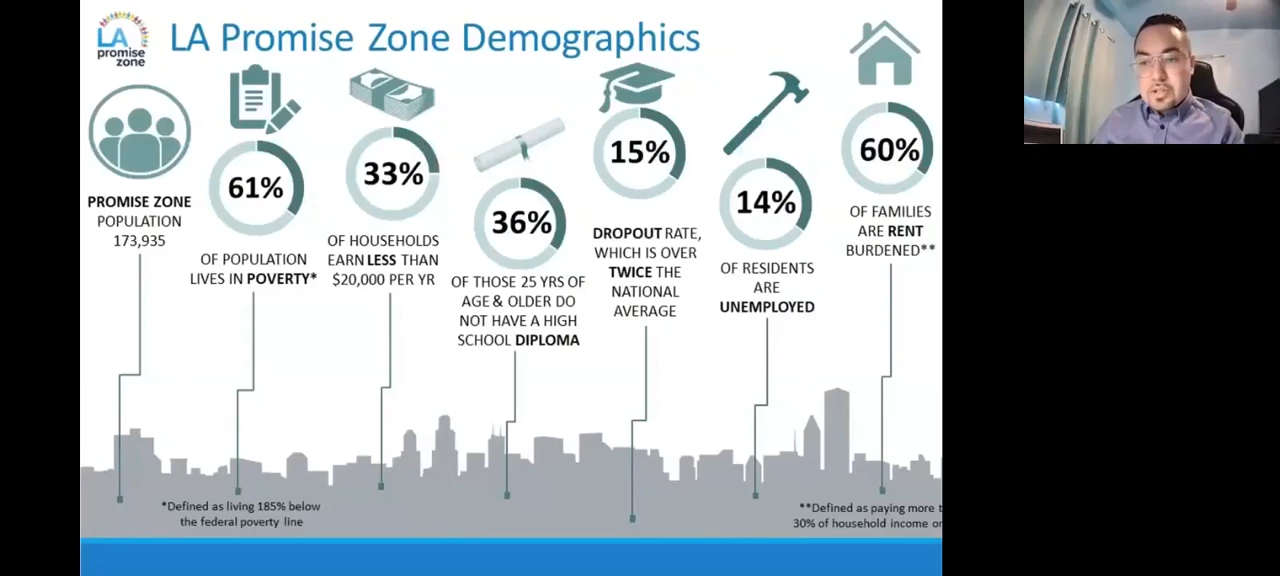 LA
promise
zone
LA Promise Zone Demographics
PROMISE ZONE
POPULATION
173,935
61%
OF POPULATION
LIVES IN POVERTY*
33%
OF HOUSEHOLDS
EARN LESS THAN
$20,000 PER YR
36%
OF THOSE 25 YRS OF
AGE & OLDER DO
NOT HAVE A HIGH
SCHOOL DIPLOMA
15%
DROPOUT RATE,
WHICH IS OVER
TWICE THE
NATIONAL
AVERAGE
14%
OF RESIDENTS
ARE
UNEMPLOYED
60%
OF FAMILIES
ARE RENT
BURDENED**
*Defined as living 185% below
the federal poverty line
**Defined as paying more
30% of household income